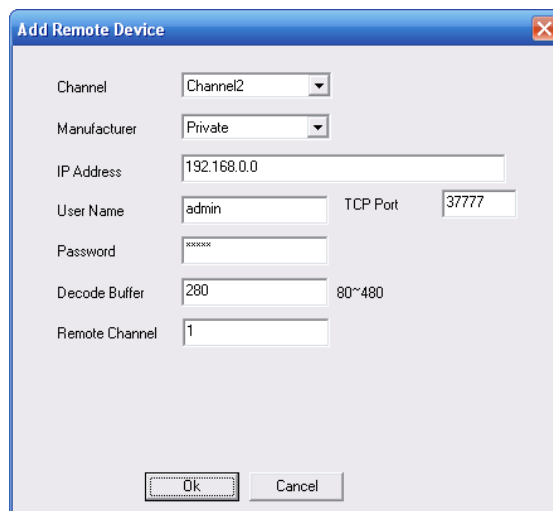 Add Remote Device
Channel Channel2
Manufacturer Private
IP Address 192.168.0.0
User Name admin TCP Port 37777
Password xxxxx
Decode Buffer 280 80~480
Remote Channel 1
Ok Cancel